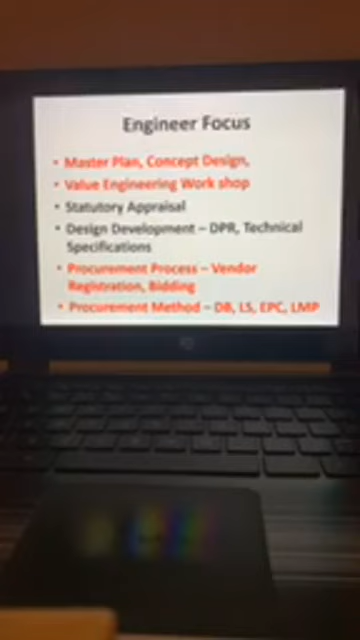 Engineer Focus
• Master Plan, Concept Design,
• Value Engineering Work shop
• Statutory Appraisal
• Design Development – DPR, Technical
Specifications
• Procurement Process – Vendor
Registration, Bidding
• Procurement Method – DB, LS, EPC, LMP